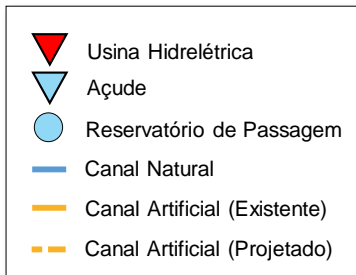 Usina Hidrelétrica
Açude
Reservatório de Passagem
Canal Natural
Canal Artificial (Existente)
Canal Artificial (Projetado)